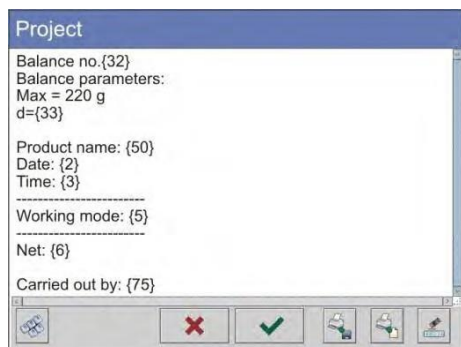 Project
Balance no.{32}
Balance parameters:
Max = 220 g
d={33}
Product name: {50}
Date: {2}
Time: {3}
------------------------
Working mode: {5}
------------------------
Net: {6}
Carried out by: {75}